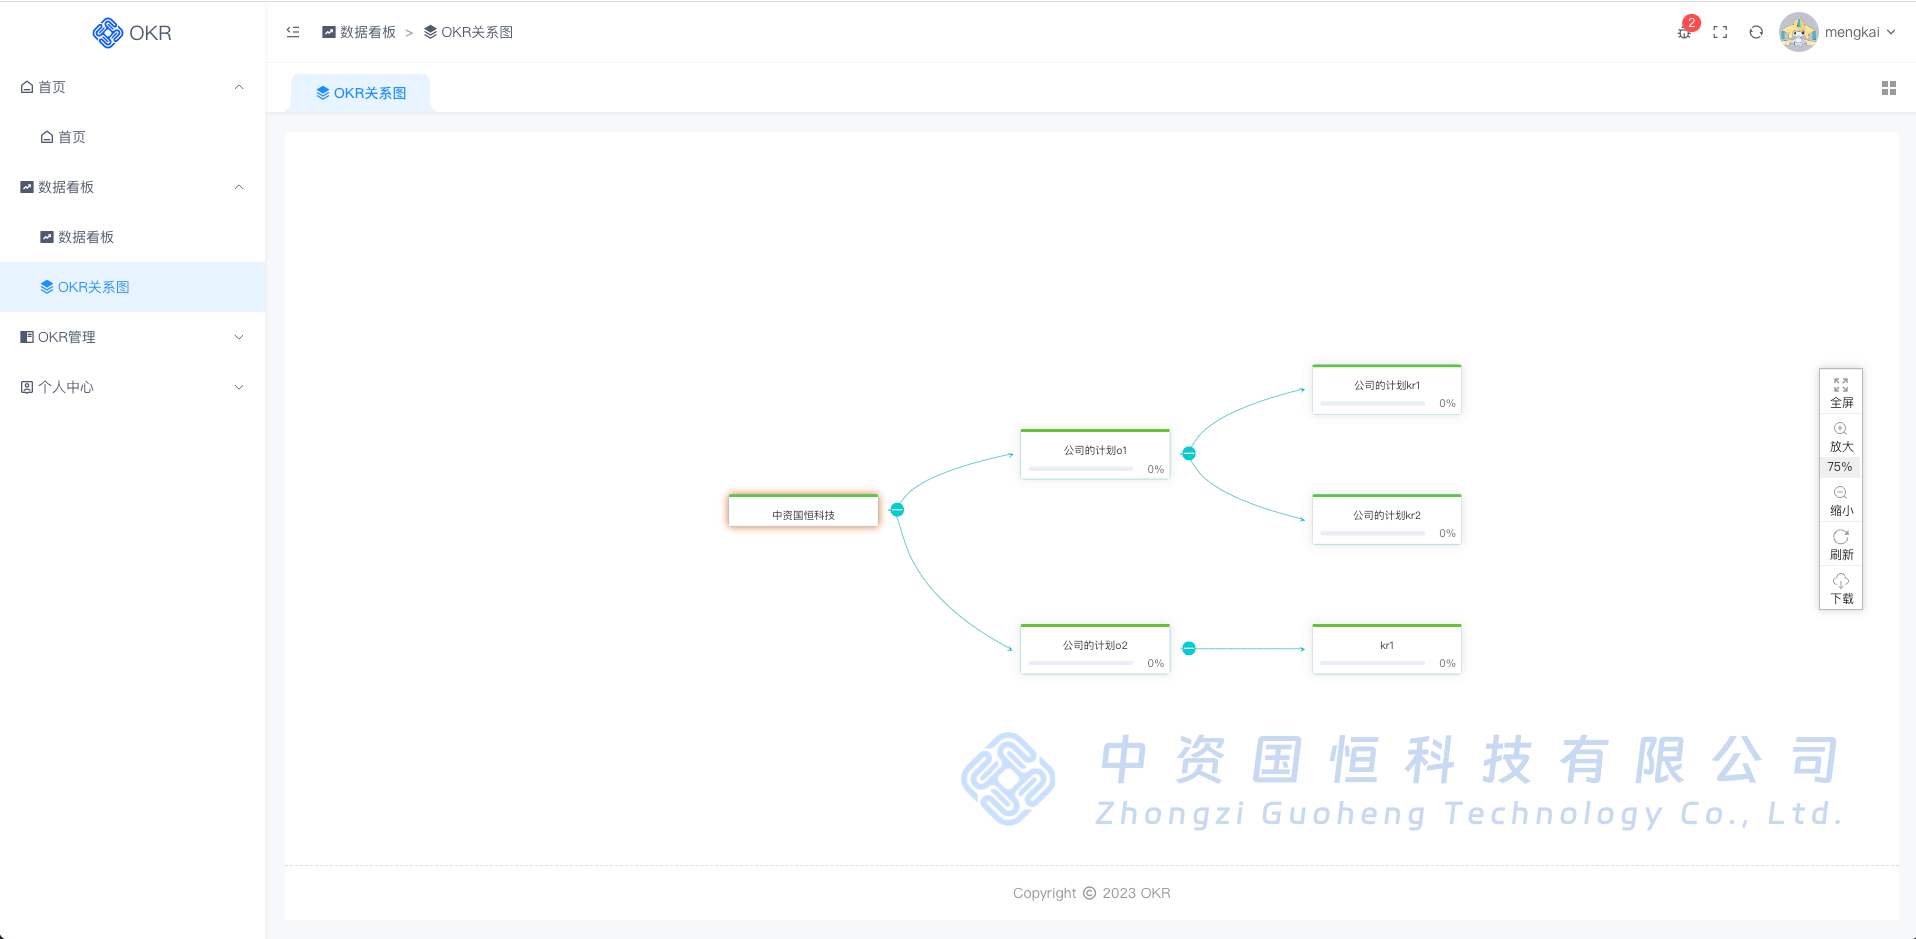 OKR
首页
首页
数据看板
数据看板
OKR关系图
OKR管理
个人中心
数据看板 > OKR关系图
2
mengkai
OKR关系图
中资国恒科技
公司的计划o1
0%
公司的计划o2
0%
公司的计划kr1
0%
公司的计划kr2
0%
kr1
0%
全屏
放大
75%
缩小
刷新
下载
中资国恒科技有限公司
Zhongzi Guoheng Technology Co., Ltd.
Copyright © 2023 OKR